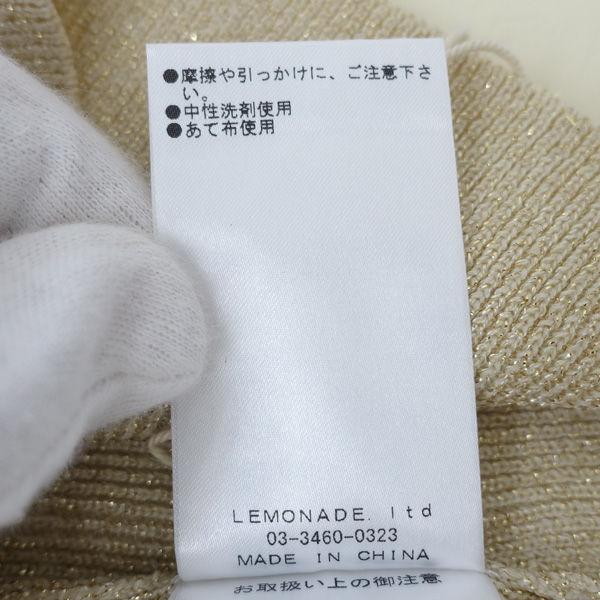 ●摩擦や引っかけに、ご注意下さ
い。
●中性洗剤使用
●あて布使用
LEMONADE. ltd
03-3460-0323
MADE IN CHINA
お取扱い上の御注意